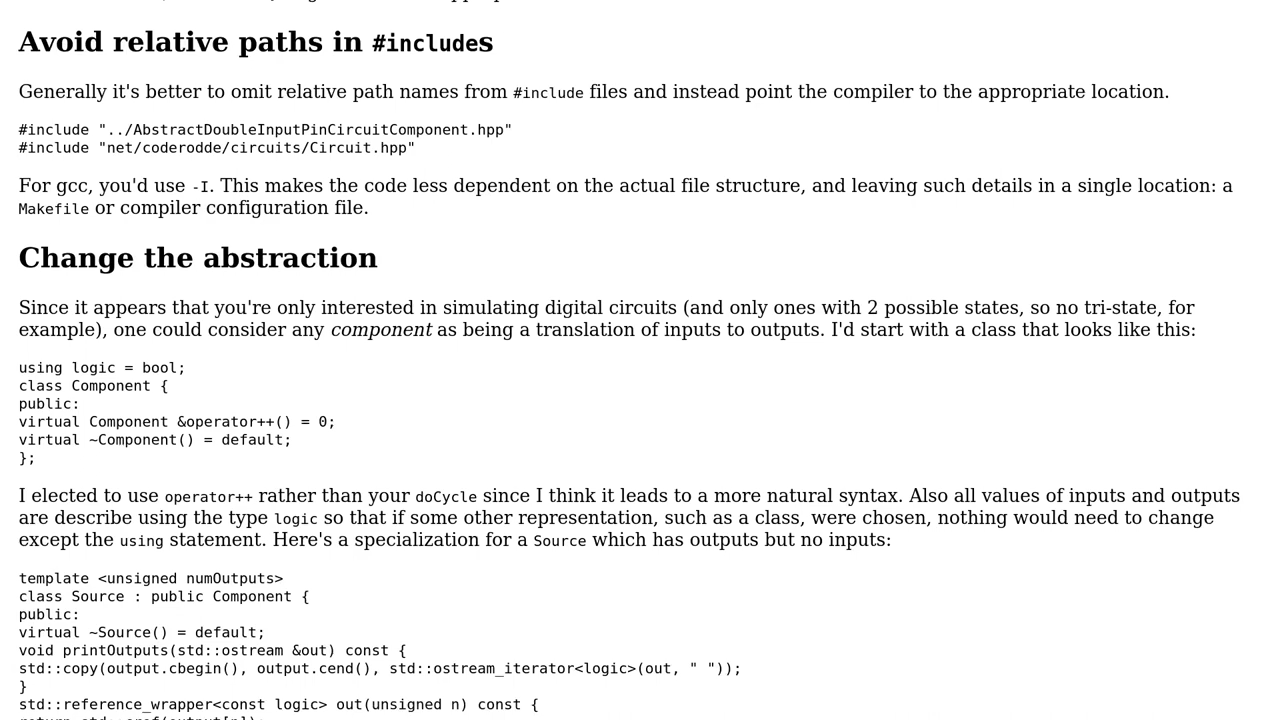 Avoid relative paths in #includes
Generally it's better to omit relative path names from #include files and instead point the compiler to the appropriate location.
#include "../AbstractDoubleInputPinCircuitComponent.hpp"
#include "net/coderodde/circuits/Circuit.hpp"
For gcc, you'd use -I. This makes the code less dependent on the actual file structure, and leaving such details in a single location: a
Makefile or compiler configuration file.
Change the abstraction
Since it appears that you're only interested in simulating digital circuits (and only ones with 2 possible states, so no tri-state, for
example), one could consider any component as being a translation of inputs to outputs. I'd start with a class that looks like this:
using logic = bool;
class Component {
public:
virtual Component &operator++() = 0;
virtual ~Component() = default;
};
I elected to use operator++ rather than your doCycle since I think it leads to a more natural syntax. Also all values of inputs and outputs
are describe using the type logic so that if some other representation, such as a class, were chosen, nothing would need to change
except the using statement. Here's a specialization for a Source which has outputs but no inputs:
template <unsigned numOutputs>
class Source : public Component {
public:
virtual ~Source() = default;
void printOutputs(std::ostream &out) const {
std::copy(output.cbegin(), output.cend(), std::ostream_iterator<logic>(out, " "));
}
std::reference_wrapper<const logic> out(unsigned n) const {